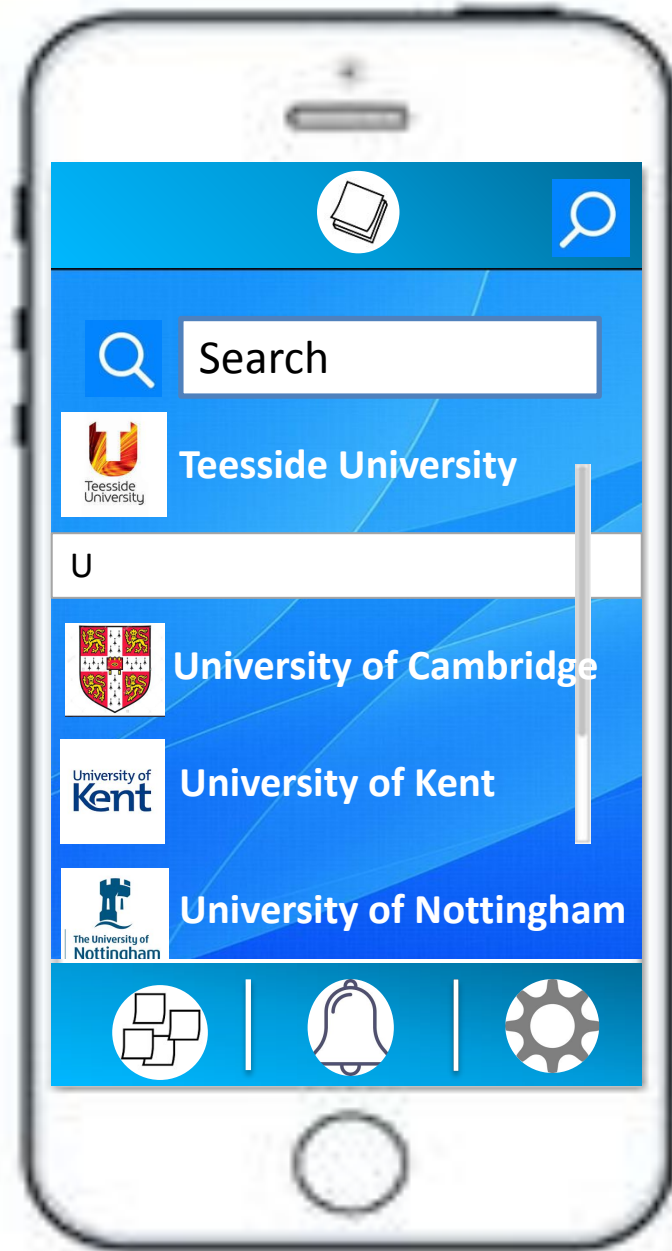 Search
Teesside
University
Teesside University
U
University of Cambridge
University of
Kent
University of Kent
The University of
Nottingham
University of Nottingham